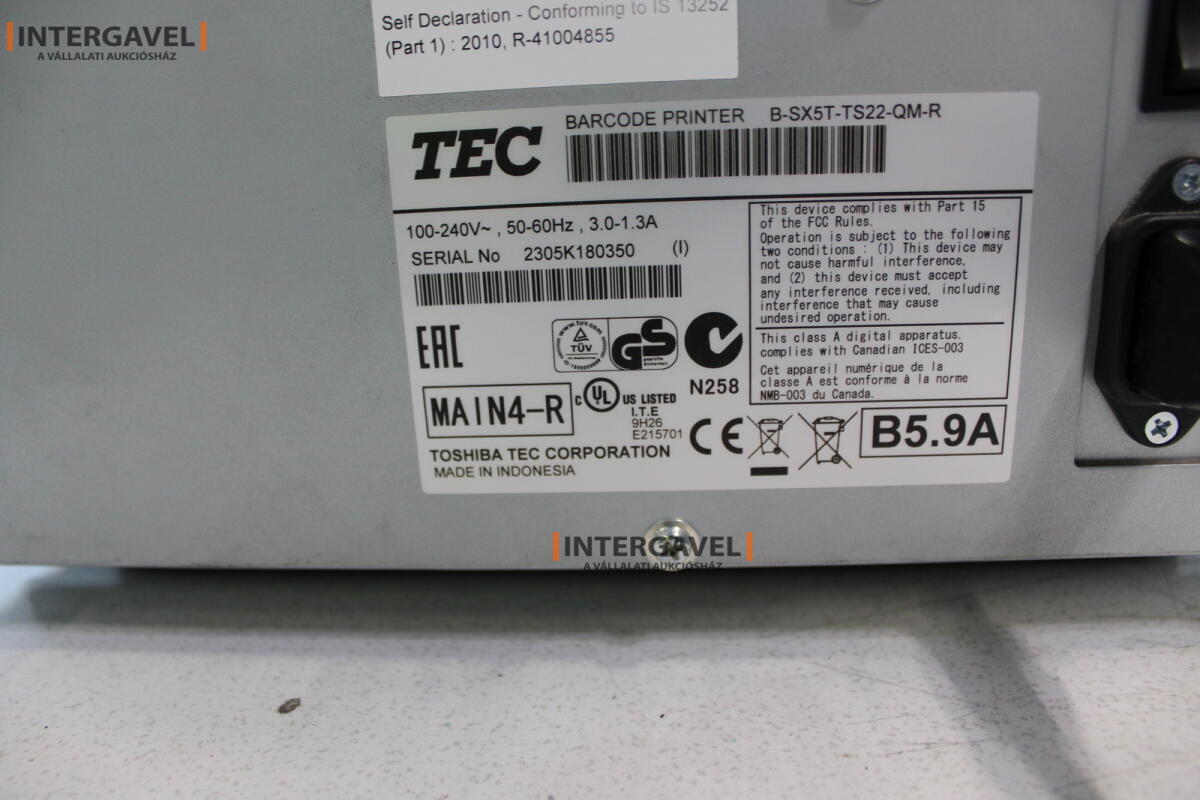 INTERGAVEL
A VÁLLALATI AUKCIÓSHÁZ
Self Declaration - Conforming to IS 13252
(Part 1) : 2010, R-41004855
TEC
BARCODE PRINTER B-SX5T-TS22-QM-R
100-240V~ , 50-60Hz , 3.0-1.3A
SERIAL No 2305K180350 (I)
This device complies with Part 15
of the FCC Rules.
Operation is subject to the following
two conditions : (1) This device may
not cause harmful interference,
and (2) this device must accept
any interference received, including
interference that may cause
undesired operation.
This class A digital apparatus.
complies with Canadian ICES-003
Cet appareil numérique de la
classe A est conforme à la norme
NMB-003 du Canada.
EAC
www.tuv.com
TÜV
GS
geprüfte
Sicherheit
N258
MAIN4-R
C UL US LISTED
I.T.E
9H26
E215701
CE
B5.9A
TOSHIBA TEC CORPORATION
MADE IN INDONESIA
INTERGAVEL
A VÁLLALATI AUKCIÓSHÁZ